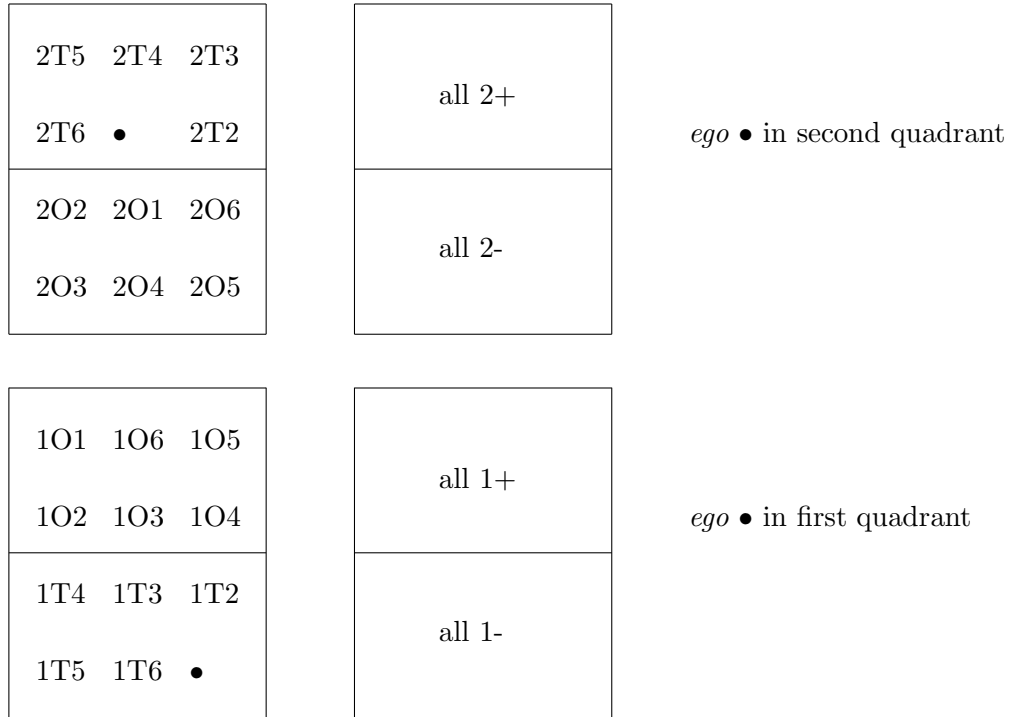 2T5 2T4 2T3
all 2+
2T6 • 2T2
ego • in second quadrant
2O2 2O1 2O6
all 2-
2O3 2O4 2O5
1O1 1O6 1O5
all 1+
1O2 1O3 1O4
ego • in first quadrant
1T4 1T3 1T2
all 1-
1T5 1T6 •